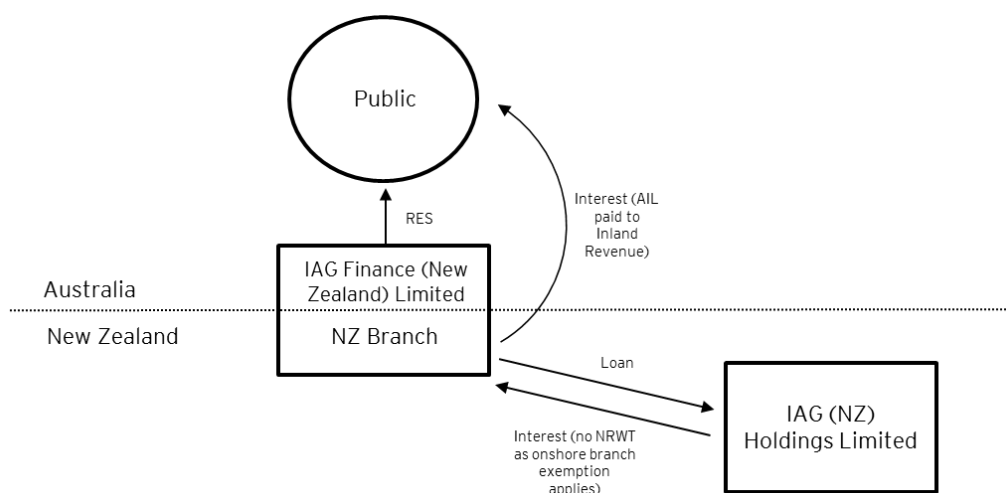 Public
Interest (AIL
paid to
Inland
Revenue)
RES
IAG Finance (New
Zealand) Limited
Australia
New Zealand
NZ Branch
Loan
IAG (NZ)
Holdings Limited
Interest (no NRWT
as onshore branch
exemption
applies)